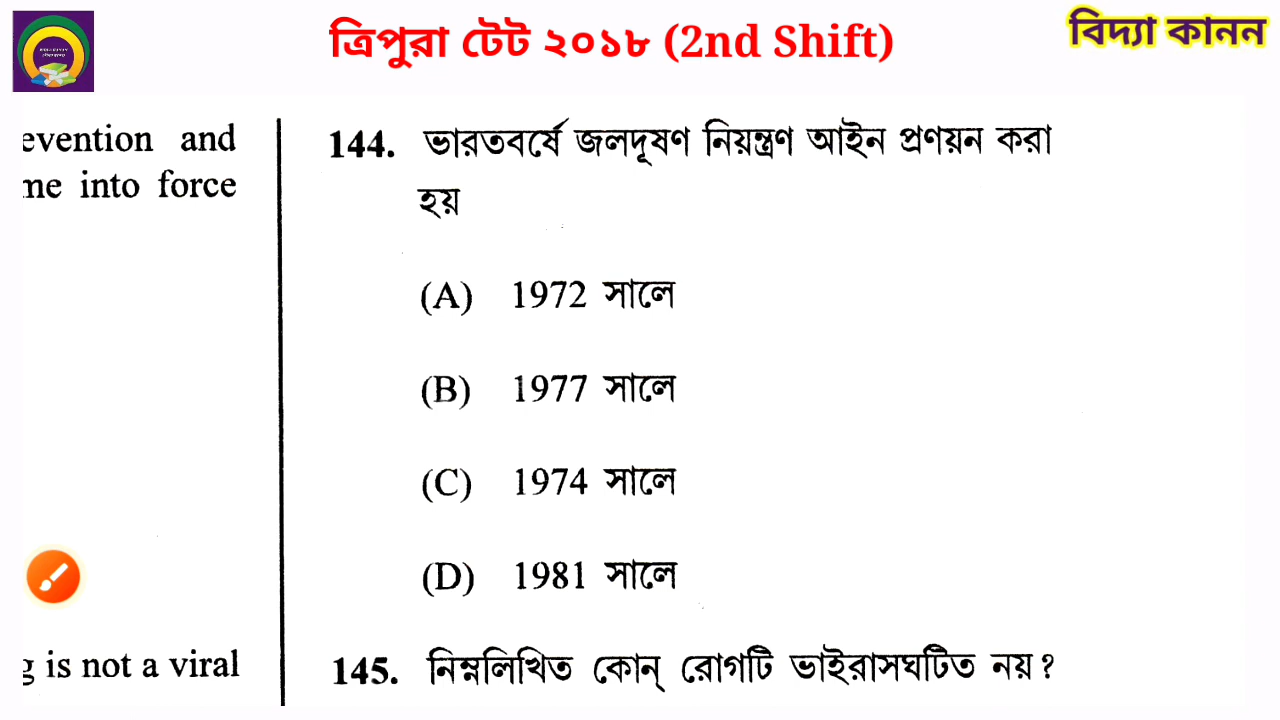 ত্রিপুরা টেট ২০১৮ (2nd Shift)
বিদ্যা কানন
evention and
me into force
144. ভারতবর্ষে জলদূষণ নিয়ন্ত্রণ আইন প্রণয়ন করা
হয়
(A) 1972 সালে
(B) 1977 সালে
(C) 1974 সালে
(D) 1981 সালে
g is not a viral
145. নিম্নলিখিত কোন্ রোগটি ভাইরাসঘটিত নয়?